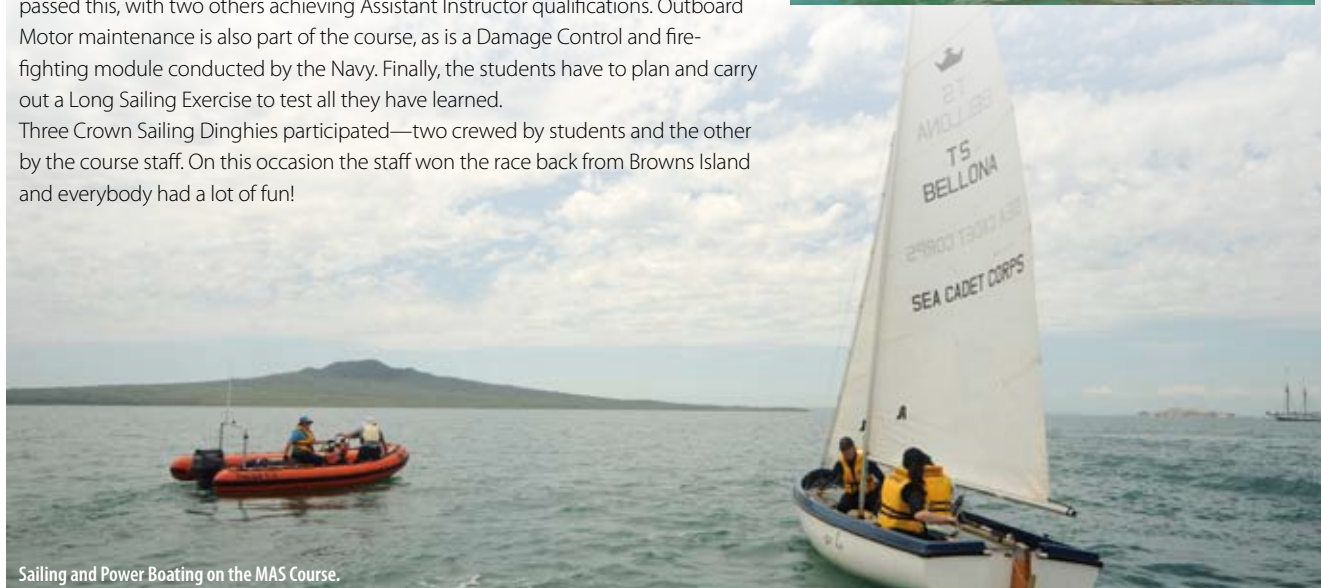 passed this, with two others achieving Assistant Instructor qualifications. Outboard
Motor maintenance is also part of the course, as is a Damage Control and fire-
fighting module conducted by the Navy. Finally, the students have to plan and carry
out a Long Sailing Exercise to test all they have learned.
Three Crown Sailing Dinghies participated—two crewed by students and the other
by the course staff. On this occasion the staff won the race back from Browns Island
and everybody had a lot of fun!
TS
BELLONA
TS
BELLONA
SEA CADET CORPS
SEA CADET CORPS
A
Sailing and Power Boating on the MAS Course.